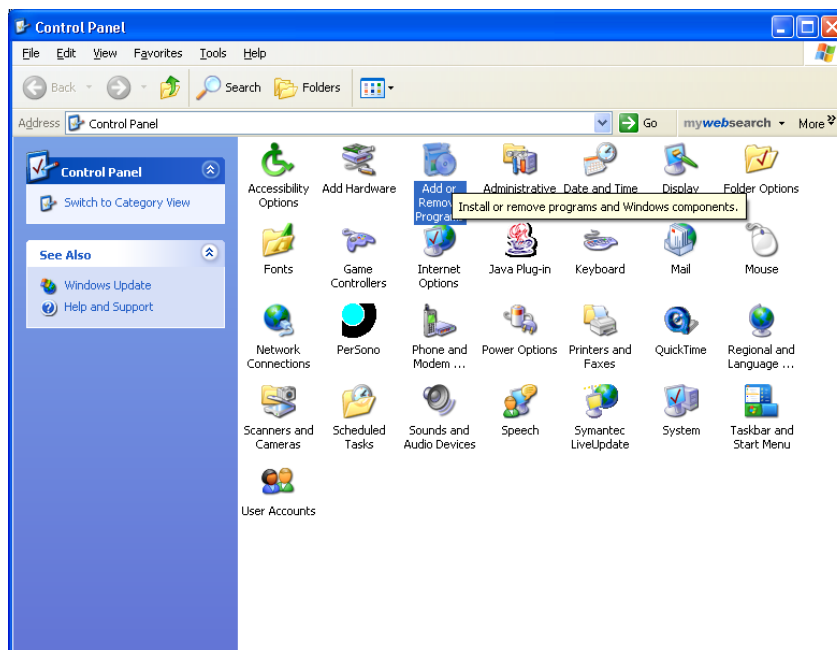 Control Panel
File Edit View Favorites Tools Help
Back Search Folders
Address Control Panel Go mywebsearch More
Control Panel
Switch to Category View
See Also
Windows Update
Help and Support
Accessibility
Options
Add Hardware
Add or
Remov
Progra
Administrative
Date and Time
Display
Folder Options
Install or remove programs and Windows components.
Fonts
Game
Controllers
Internet
Options
Java Plug-in
Keyboard
Mail
Mouse
Network
Connections
PerSono
Phone and
Modem ...
Power Options
Printers and
Faxes
QuickTime
Regional and
Language ...
Scanners and
Cameras
Scheduled
Tasks
Sounds and
Audio Devices
Speech
Symantec
LiveUpdate
System
Taskbar and
Start Menu
User Accounts